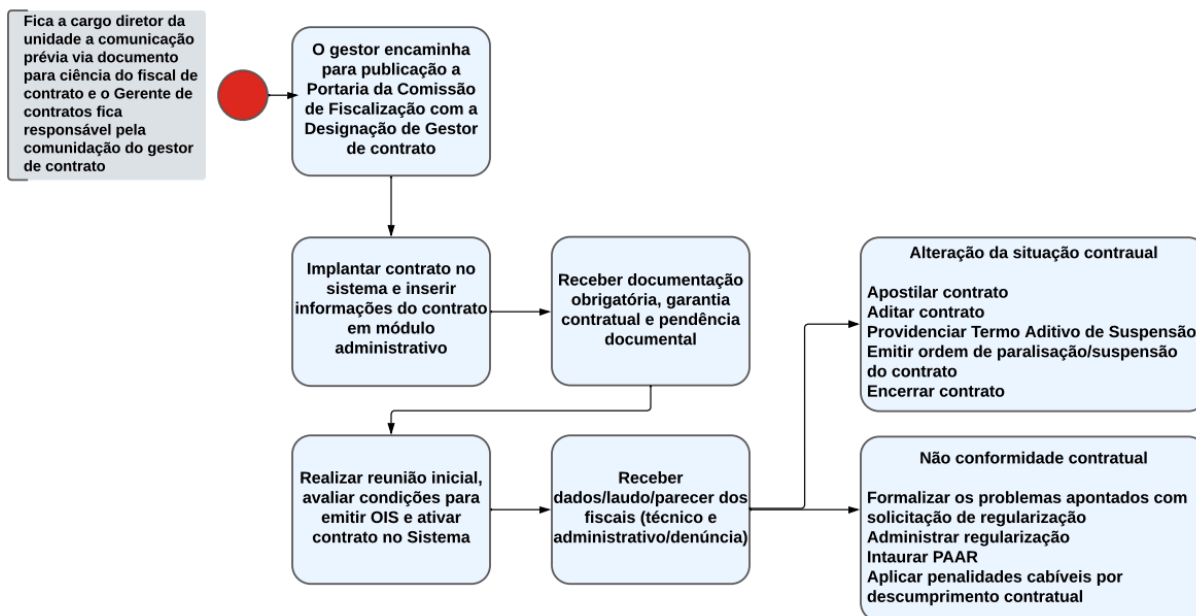 Fica a cargo diretor da
unidade a comunicação
prévia via documento
para ciência do fiscal de
contrato e o Gerente de
contratos fica
responsável pela
comunidação do gestor
de contrato
O gestor encaminha
para publicação a
Portaria da Comissão
de Fiscalização com a
Designação de Gestor
de contrato
Implantar contrato no
sistema e inserir
informações do contrato
em módulo
administrativo
Receber documentação
obrigatória, garantia
contratual e pendência
documental
Realizar reunião inicial,
avaliar condições para
emitir OIS e ativar
contrato no Sistema
Receber
dados/laudo/parecer dos
fiscais (técnico e
administrativo/denúncia)
Alteração da situação contraual
Apostilar contrato
Aditar contrato
Providenciar Termo Aditivo de Suspensão
Emitir ordem de paralisação/suspensão
do contrato
Encerrar contrato
Não conformidade contratual
Formalizar os problemas apontados com
solicitação de regularização
Administrar regularização
Intaurar PAAR
Aplicar penalidades cabíveis por
descumprimento contratual